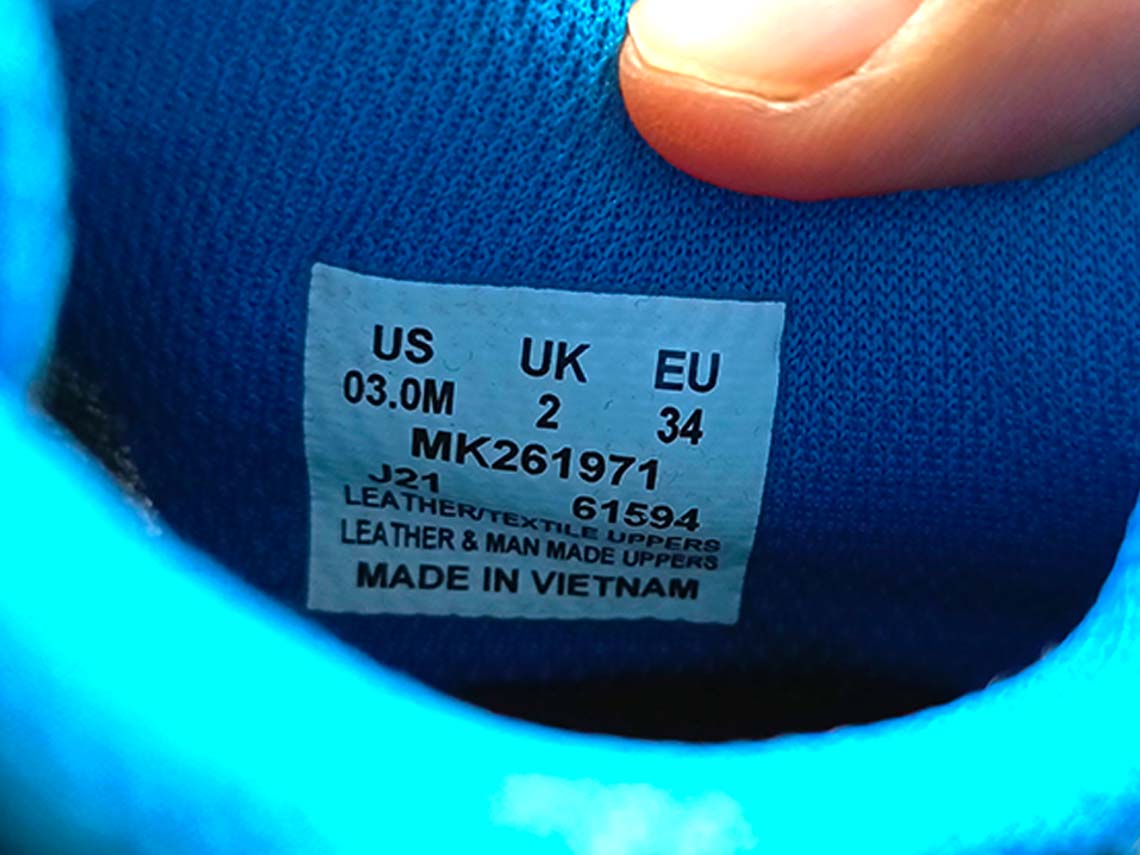 US UK EU
03.0M 2 34
MK261971
J21 61594
LEATHER/TEXTILE UPPERS
LEATHER & MAN MADE UPPERS
MADE IN VIETNAM